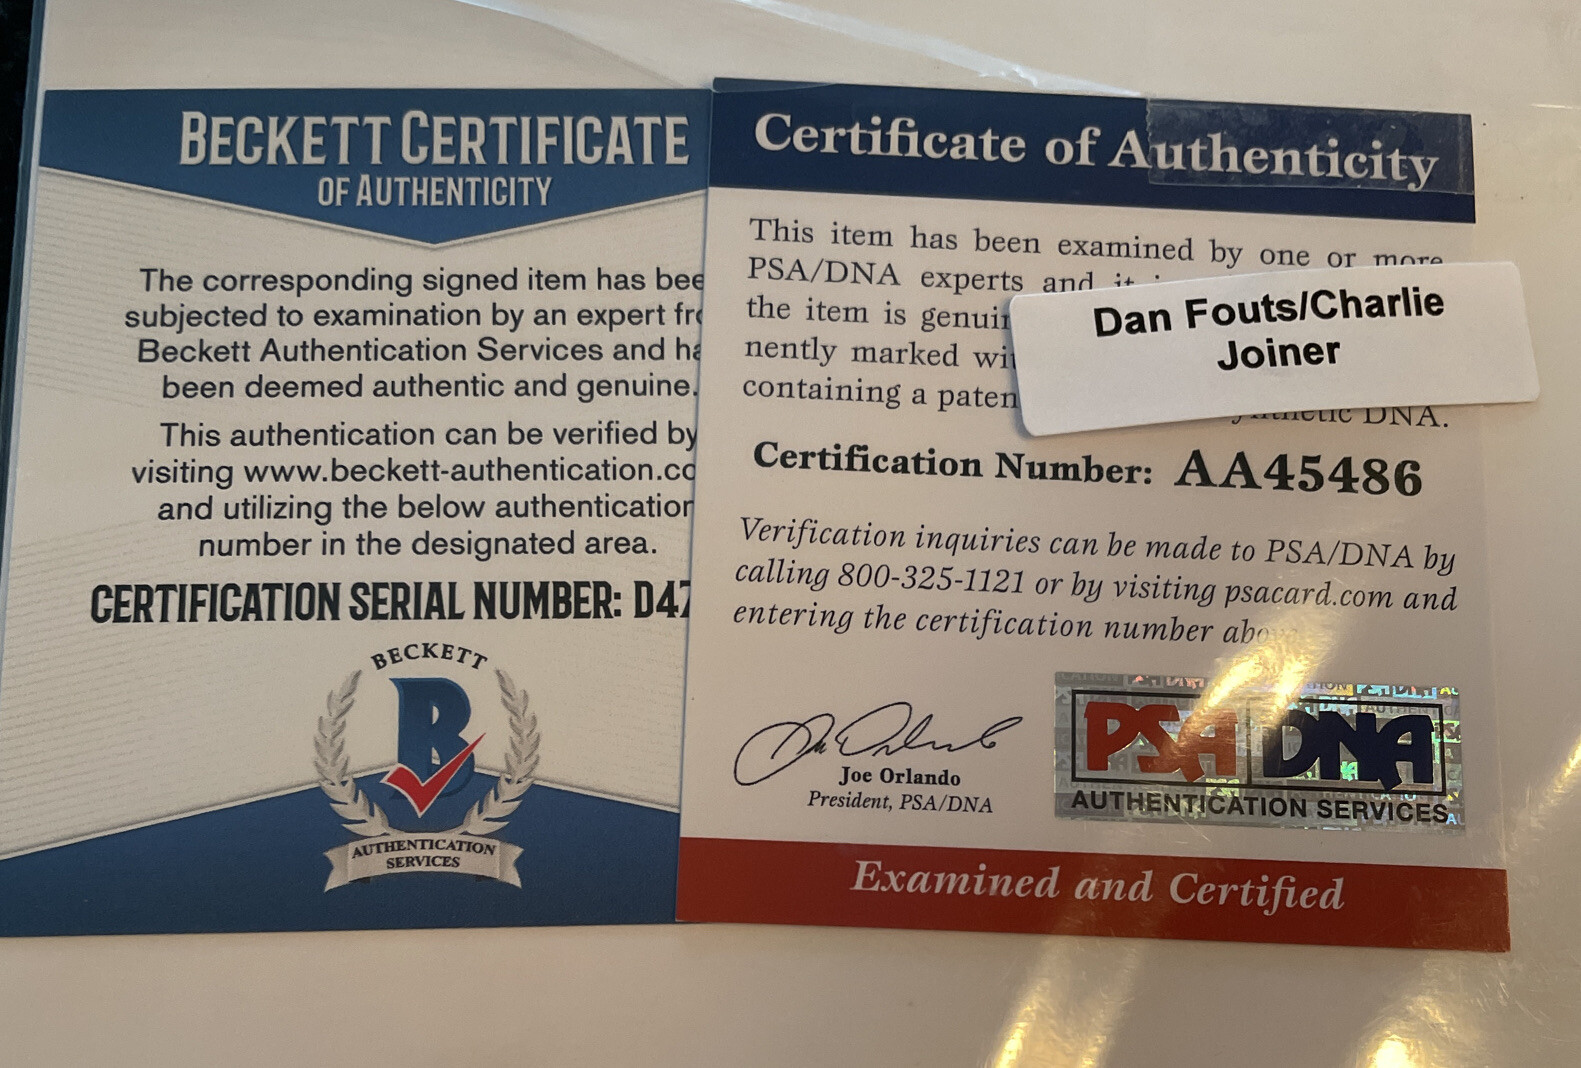 BECKETT CERTIFICATE
OF AUTHENTICITY
The corresponding signed item has bee
subjected to examination by an expert fr
Beckett Authentication Services and ha
been deemed authentic and genuine.
This authentication can be verified by
visiting www.beckett-authentication.co
and utilizing the below authentication
number in the designated area.
CERTIFICATION SERIAL NUMBER: D47
BECKETT
B
AUTHENTICATION
SERVICES
Certificate of Authenticity
This item has been examined by one or more
PSA/DNA experts and it
the item is genuin
nently marked wi
containing a paten
DNA.
Dan Fouts/Charlie
Joiner
Certification Number: AA45486
Verification inquiries can be made to PSA/DNA by
calling 800-325-1121 or by visiting psacard.com and
entering the certification number abo
Joe Orlando
President, PSA/DNA
PSA DNA
AUTHENTICATION SERVICES
Examined and Certified